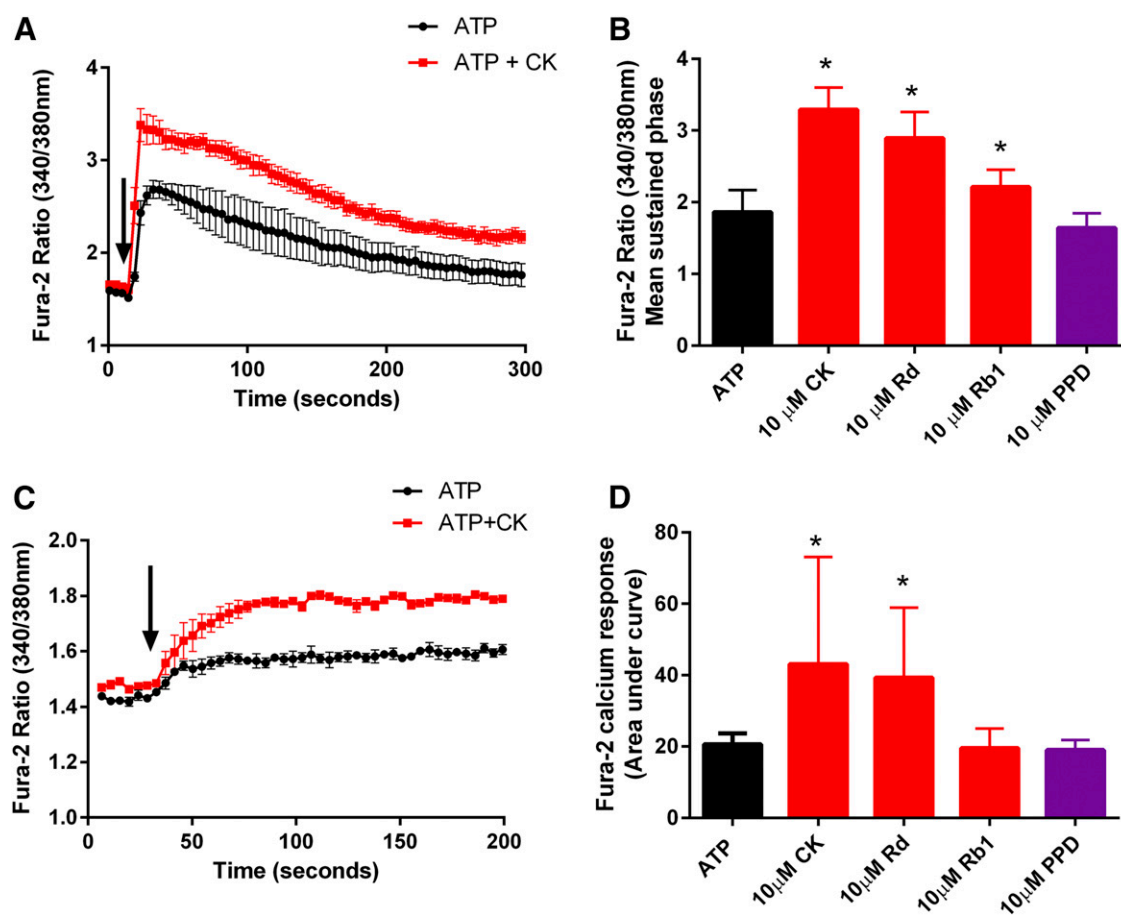 A
ATP
ATP + CK
Fura-2 Ratio (340/380nm)
4
3
2
1
0
100
200
300
Time (seconds)
B
Fura-2 Ratio (340/380nm)
Mean sustained phase
4
3
2
1
0
*
*
*
ATP
10 μM CK
10 μM Rd
10 μM Rb1
10 μM PPD
C
ATP
ATP+CK
Fura-2 Ratio (340/380nm)
2.0
1.8
1.6
1.4
1.2
1.0
0
50
100
150
200
Time (seconds)
D
Fura-2 calcium response
(Area under curve)
80
60
40
20
0
*
*
ATP
10μM CK
10μM Rd
10μM Rb1
10μM PPD